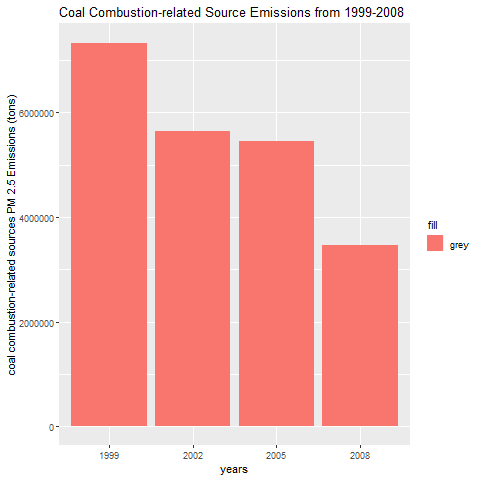 Coal Combustion-related Source Emissions from 1999-2008
coal combustion-related sources PM 2.5 Emissions (tons)
6000000
4000000
2000000
0
1999 2002 2005 2008
years
fill
grey